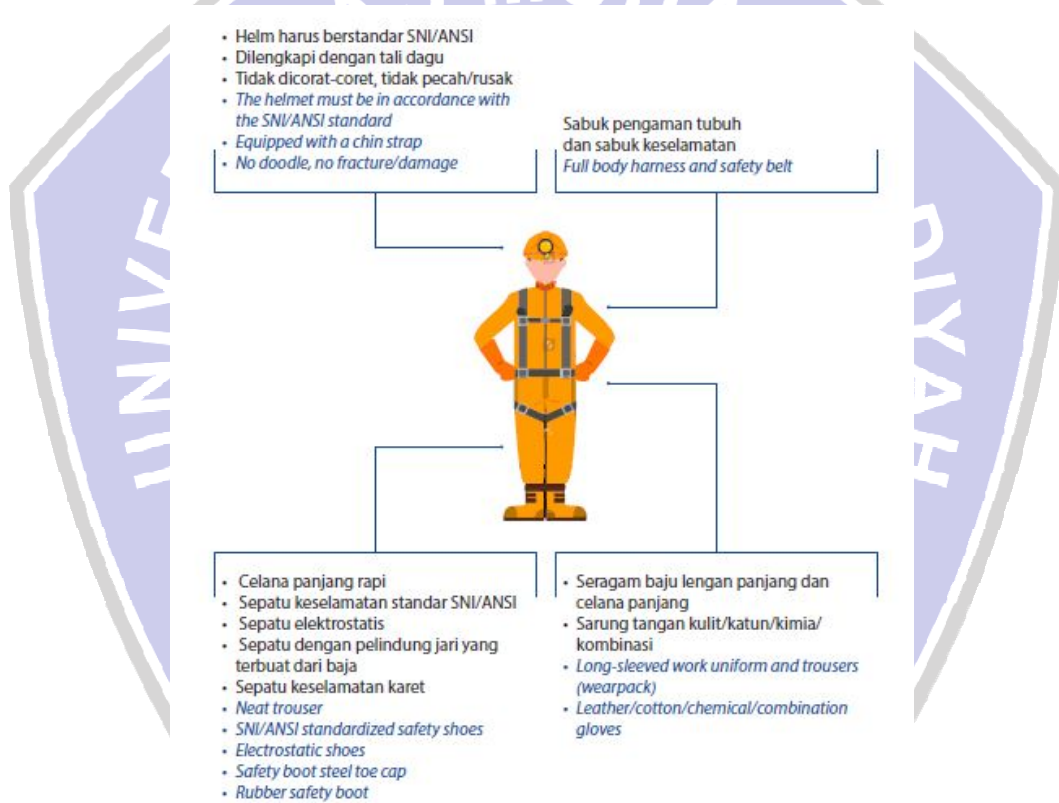 • Helm harus berstandar SNI/ANSI
• Dilengkapi dengan tali dagu
• Tidak dicorat-coret, tidak pecah/rusak
• The helmet must be in accordance with
the SNI/ANSI standard
• Equipped with a chin strap
• No doodle, no fracture/damage
Sabuk pengaman tubuh
dan sabuk keselamatan
Full body harness and safety belt
• Celana panjang rapi
• Sepatu keselamatan standar SNI/ANSI
• Sepatu elektrostatis
• Sepatu dengan pelindung jari yang
terbuat dari baja
• Sepatu keselamatan karet
• Neat trouser
• SNI/ANSI standardized safety shoes
• Electrostatic shoes
• Safety boot steel toe cap
• Rubber safety boot
• Seragam baju lengan panjang dan
celana panjang
• Sarung tangan kulit/katun/kimia/
kombinasi
• Long-sleeved work uniform and trousers
(wearpack)
• Leather/cotton/chemical/combination
gloves